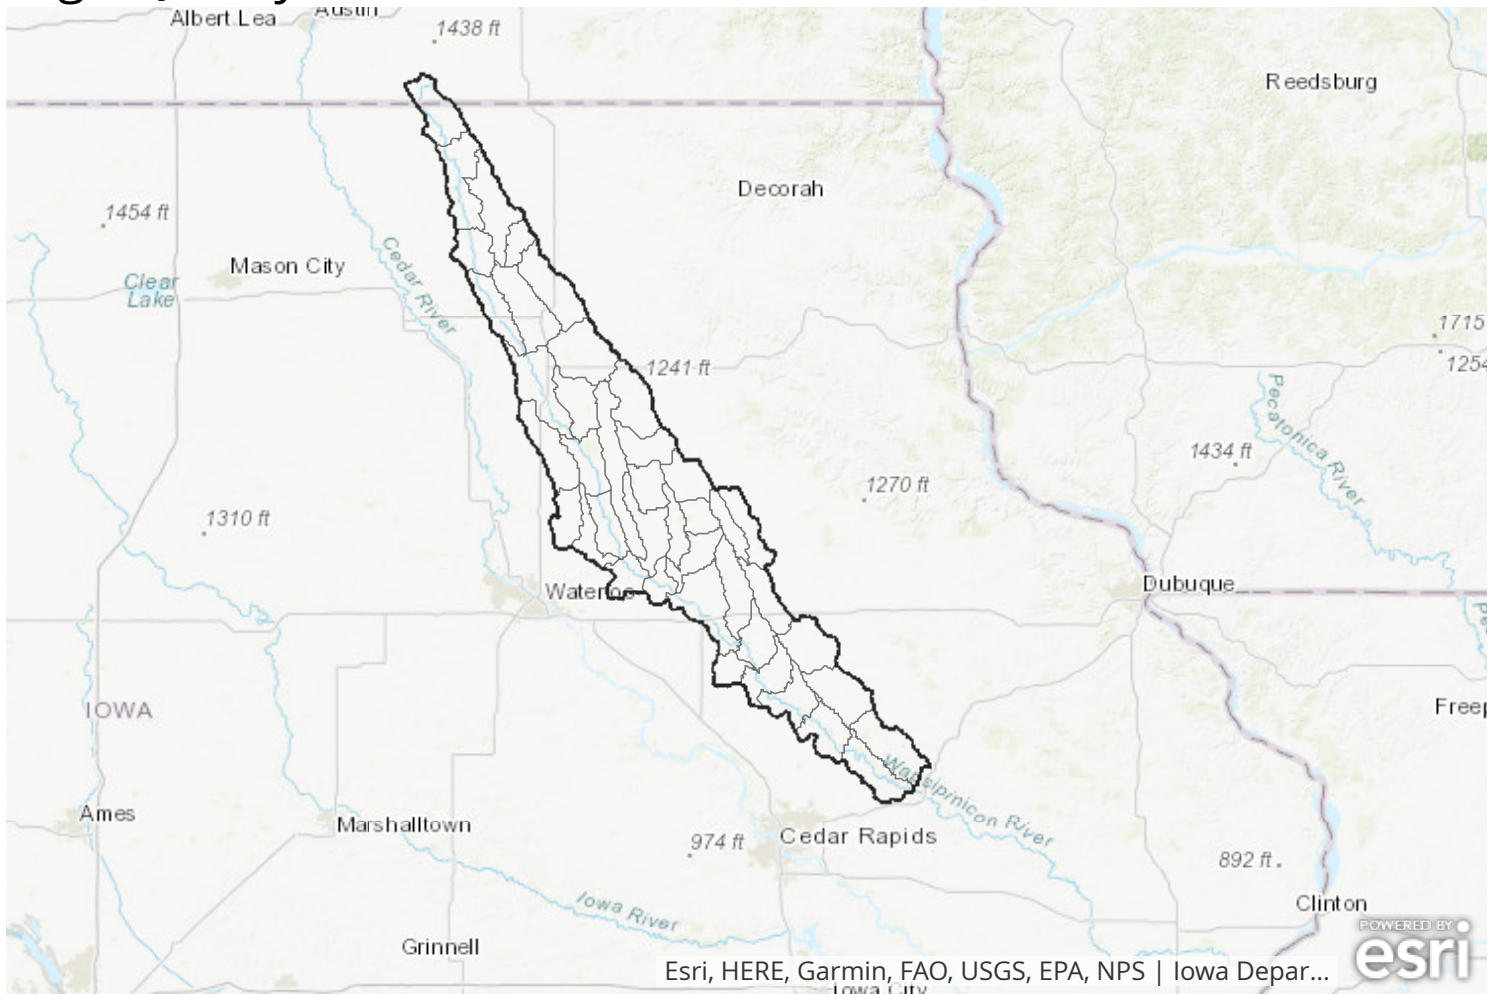 Albert Lea
Austin
1438 ft
Reedsburg
Decorah
1454 ft
Mason City
Clear
Lake
Cedar River
1715
1241 ft
1254
Pecatonica River
1434 ft
1270 ft
1310 ft
Dubuque
Waterloo
IOWA
Wapsipinicon River
Ames
Marshalltown
974 ft
Cedar Rapids
892 ft
Iowa River
Clinton
Grinnell
POWERED BY
esri
Esri, HERE, Garmin, FAO, USGS, EPA, NPS | Iowa Depar...
Iowa City